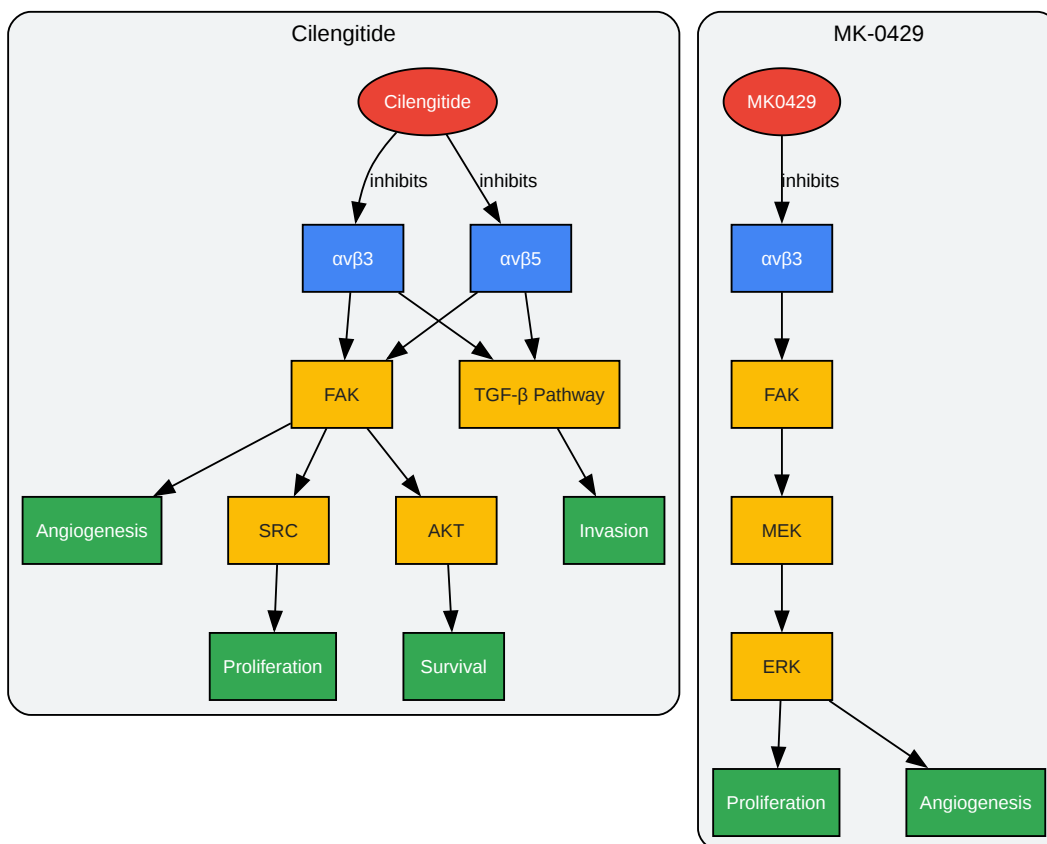 Cilengitide
Cilengitide
inhibits
inhibits
αvβ3
αvβ5
FAK
TGF-β Pathway
Angiogenesis
SRC
AKT
Invasion
Proliferation
Survival
MK-0429
MK0429
inhibits
αvβ3
FAK
MEK
ERK
Proliferation
Angiogenesis